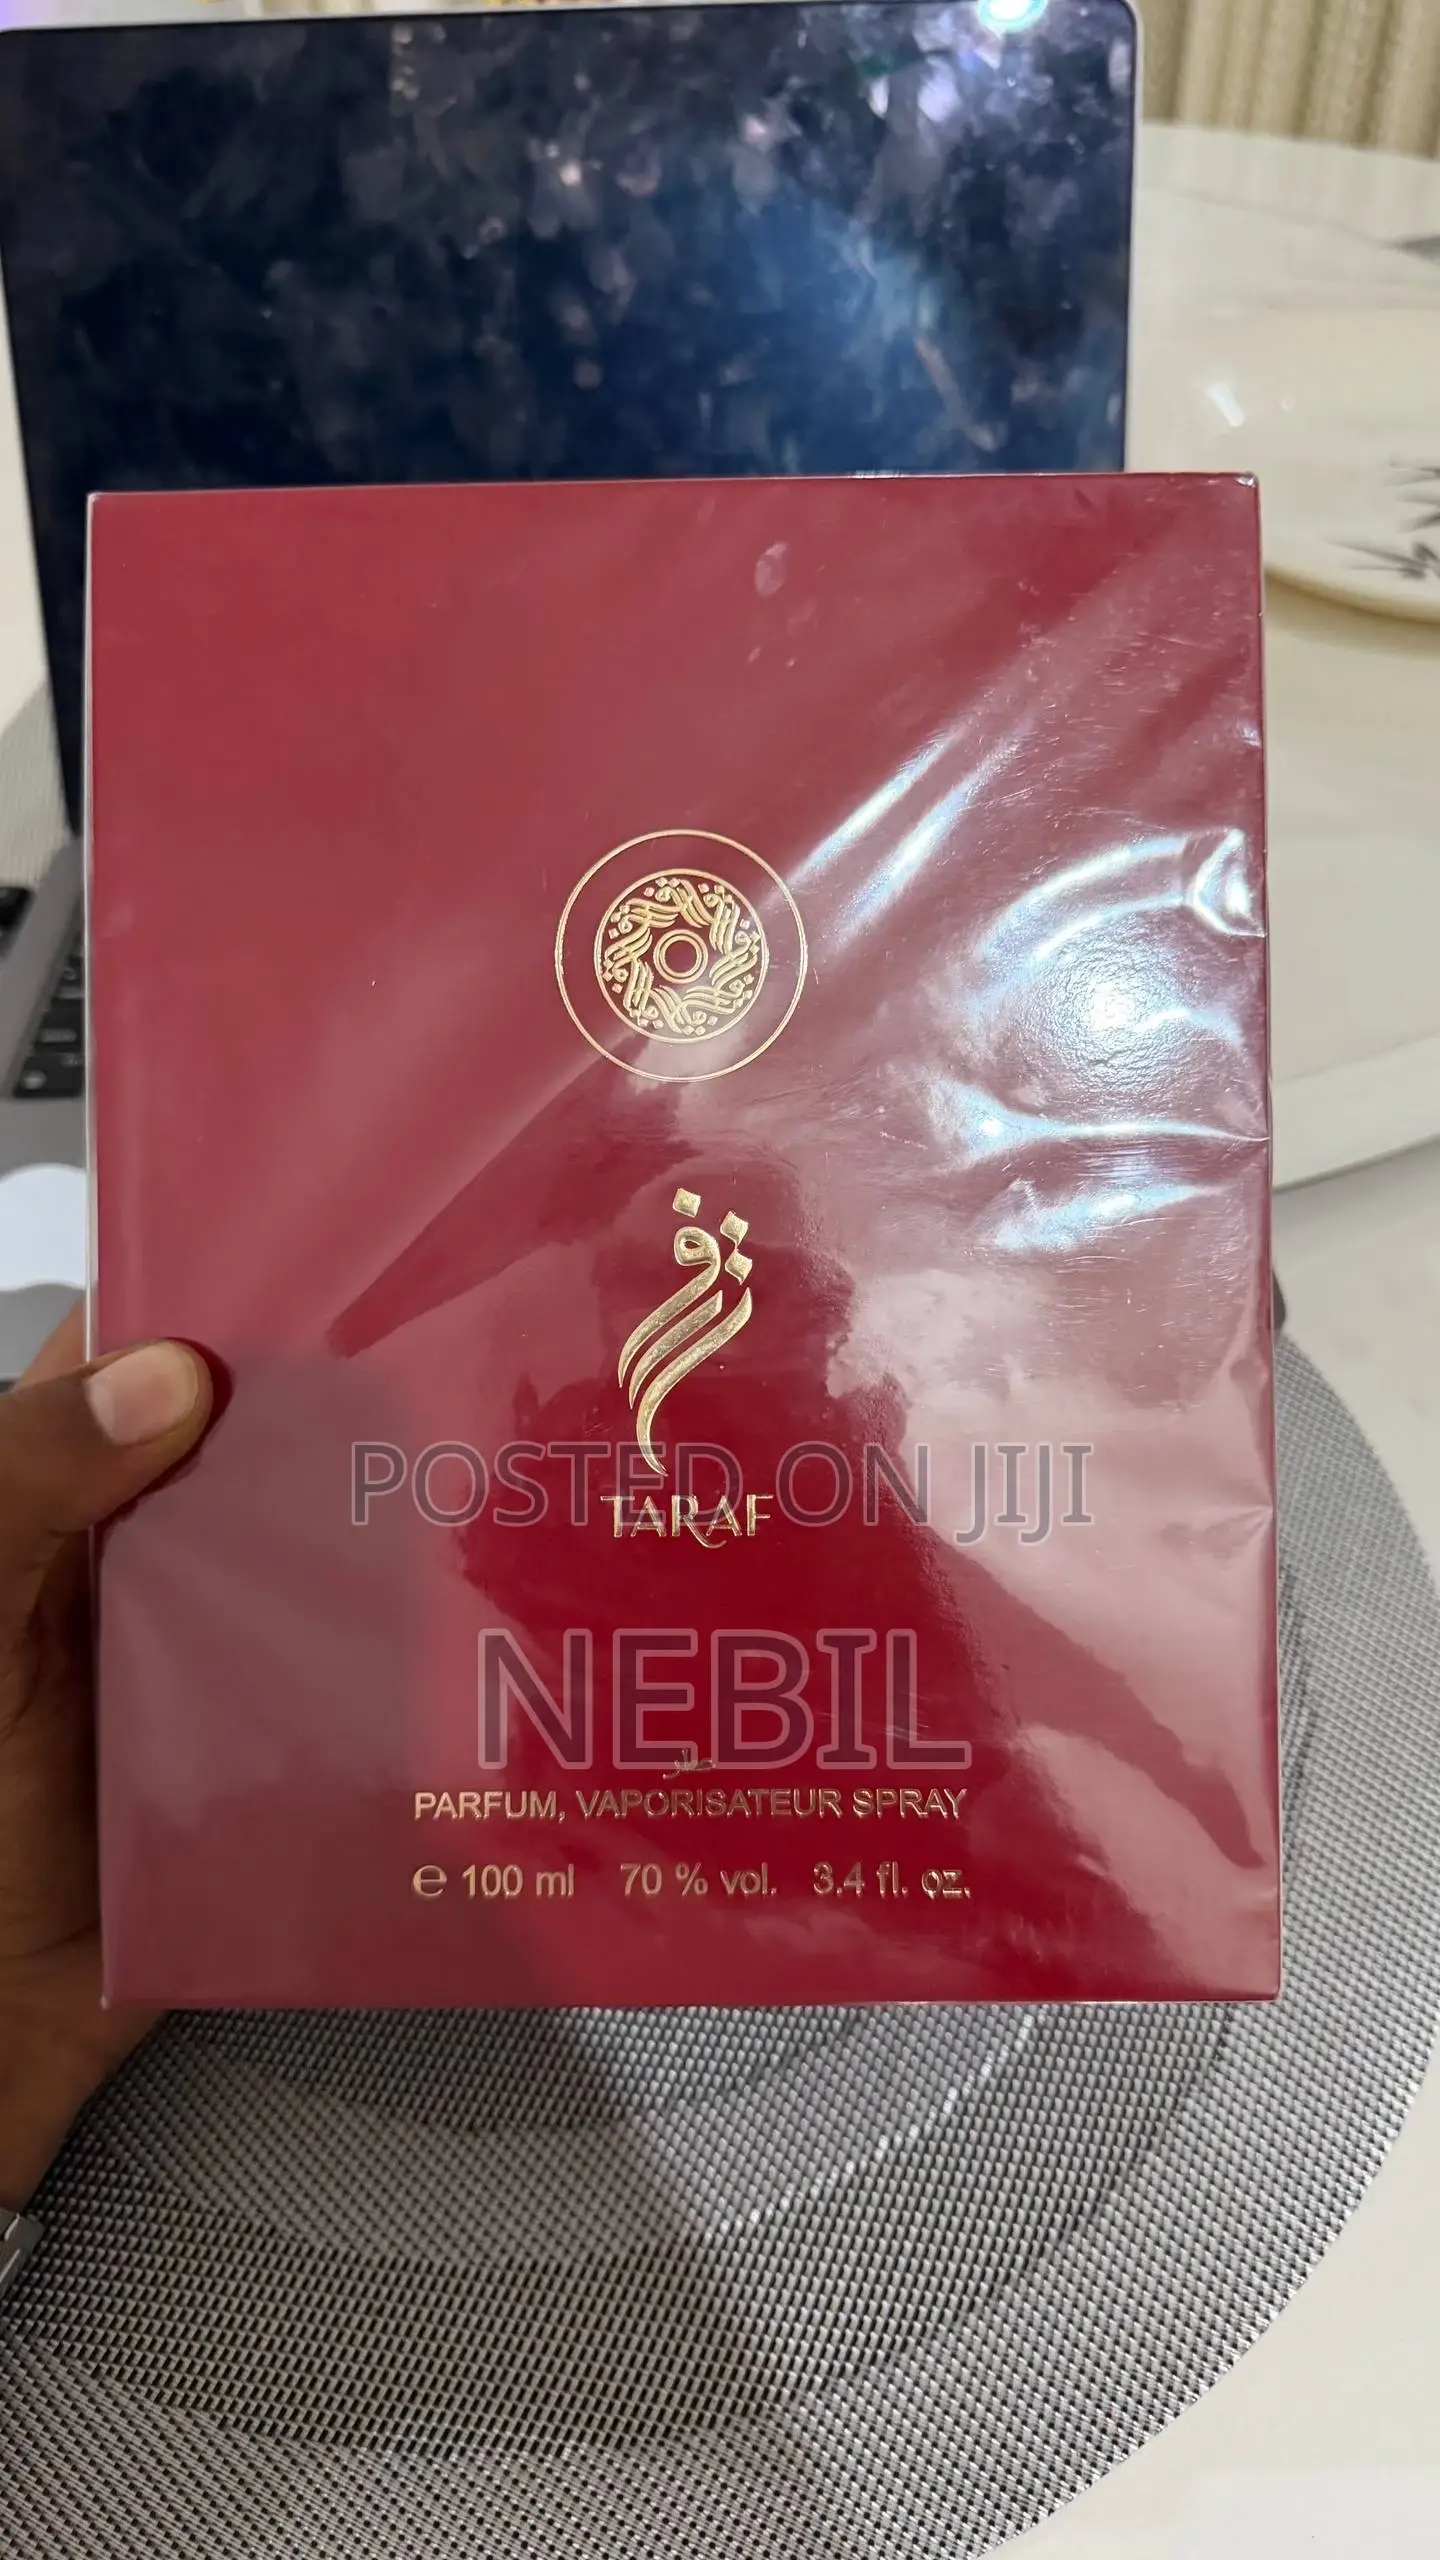 ترف
POSTED ON JIJI
TARAF
NEBIL
عطر
PARFUM, VAPORISATEUR SPRAY
e 100 ml 70 % vol. 3.4 fl. oz.